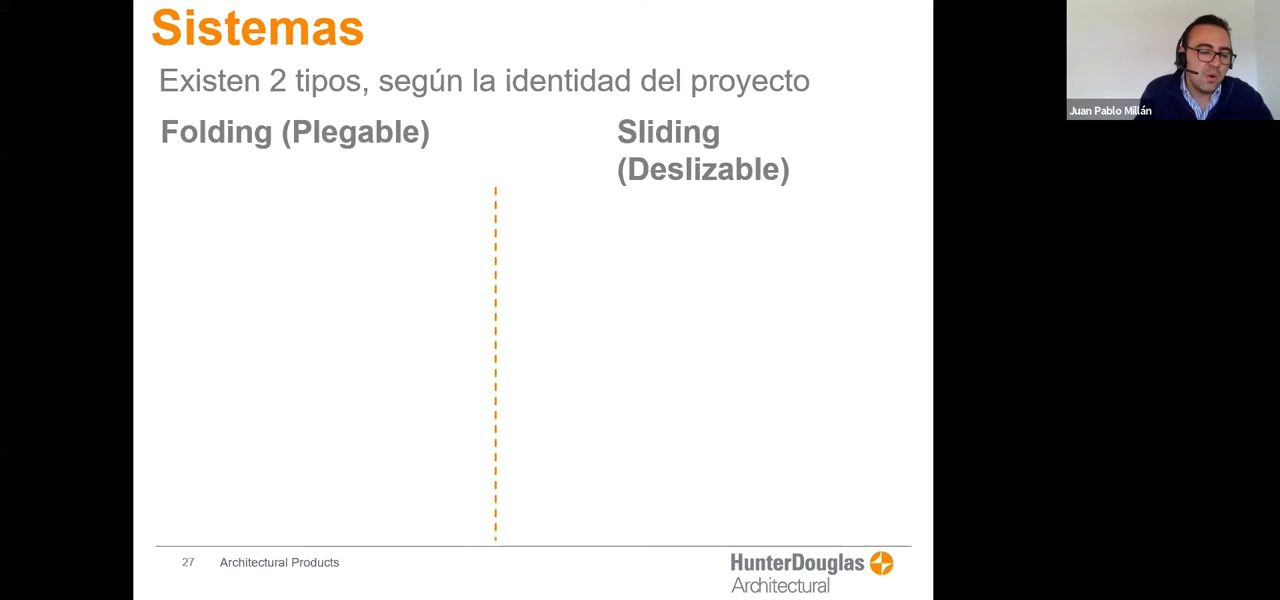 Sistemas
Existen 2 tipos, según la identidad del proyecto
Folding (Plegable)
Sliding
(Deslizable)
Juan Pablo Millán
27
Architectural Products
HunterDouglas
Architectural